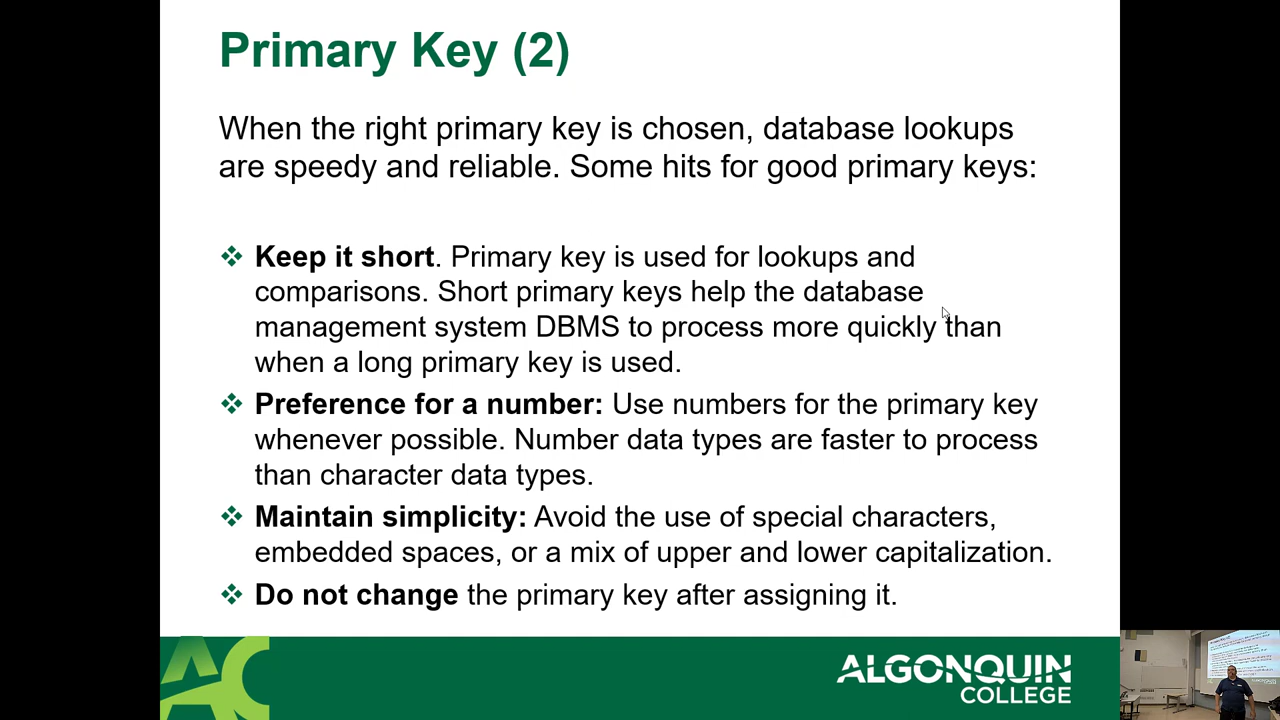 Primary Key (2)
When the right primary key is chosen, database lookups
are speedy and reliable. Some hits for good primary keys:
❖ Keep it short. Primary key is used for lookups and
comparisons. Short primary keys help the database
management system DBMS to process more quickly than
when a long primary key is used.
❖ Preference for a number: Use numbers for the primary key
whenever possible. Number data types are faster to process
than character data types.
❖ Maintain simplicity: Avoid the use of special characters,
embedded spaces, or a mix of upper and lower capitalization.
❖ Do not change the primary key after assigning it.
AC
ALGONQUIN
COLLEGE